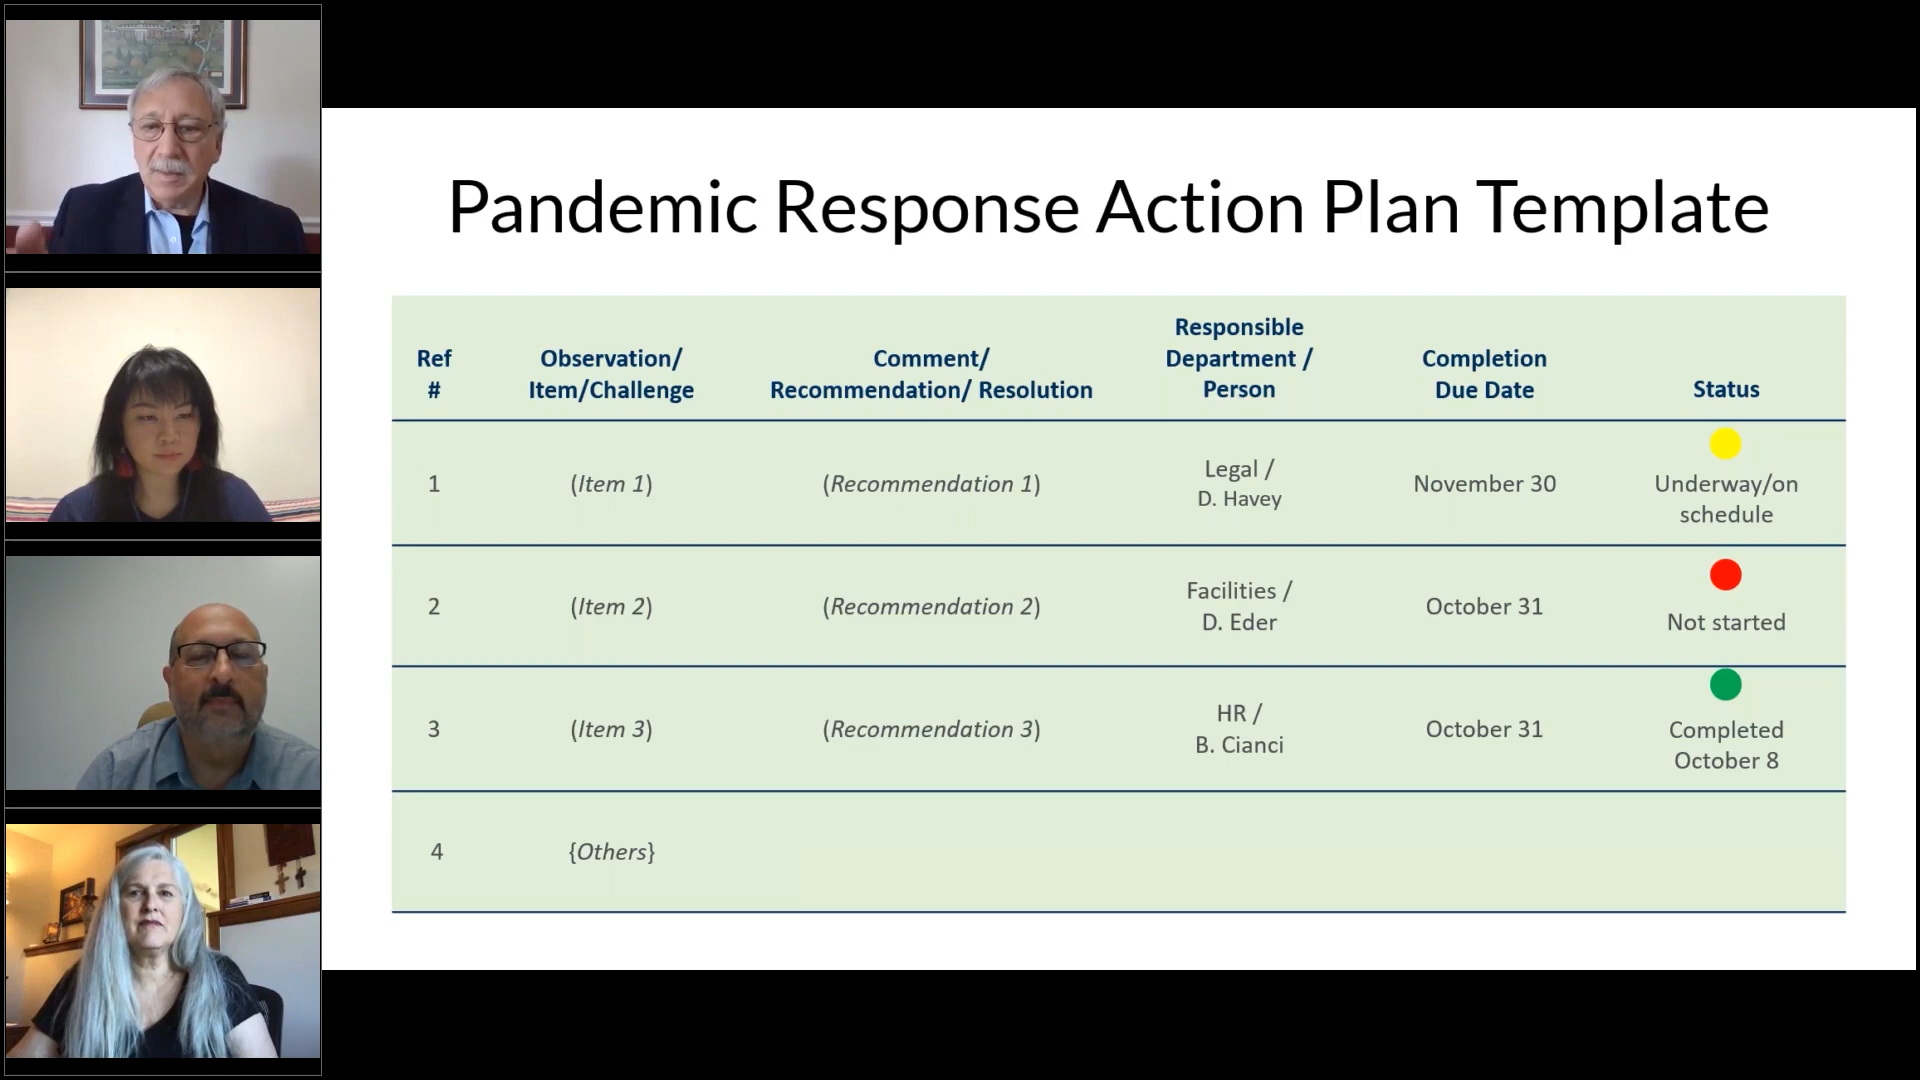 Pandemic Response Action Plan Template
Ref
#
Observation/
Item/Challenge
Comment/
Recommendation/ Resolution
Responsible
Department /
Person
Completion
Due Date
Status
1
(Item 1)
(Recommendation 1)
Legal /
D. Havey
November 30
Underway/on
schedule
2
(Item 2)
(Recommendation 2)
Facilities /
D. Eder
October 31
Not started
3
(Item 3)
(Recommendation 3)
HR /
B. Cianci
October 31
Completed
October 8
4
{Others}